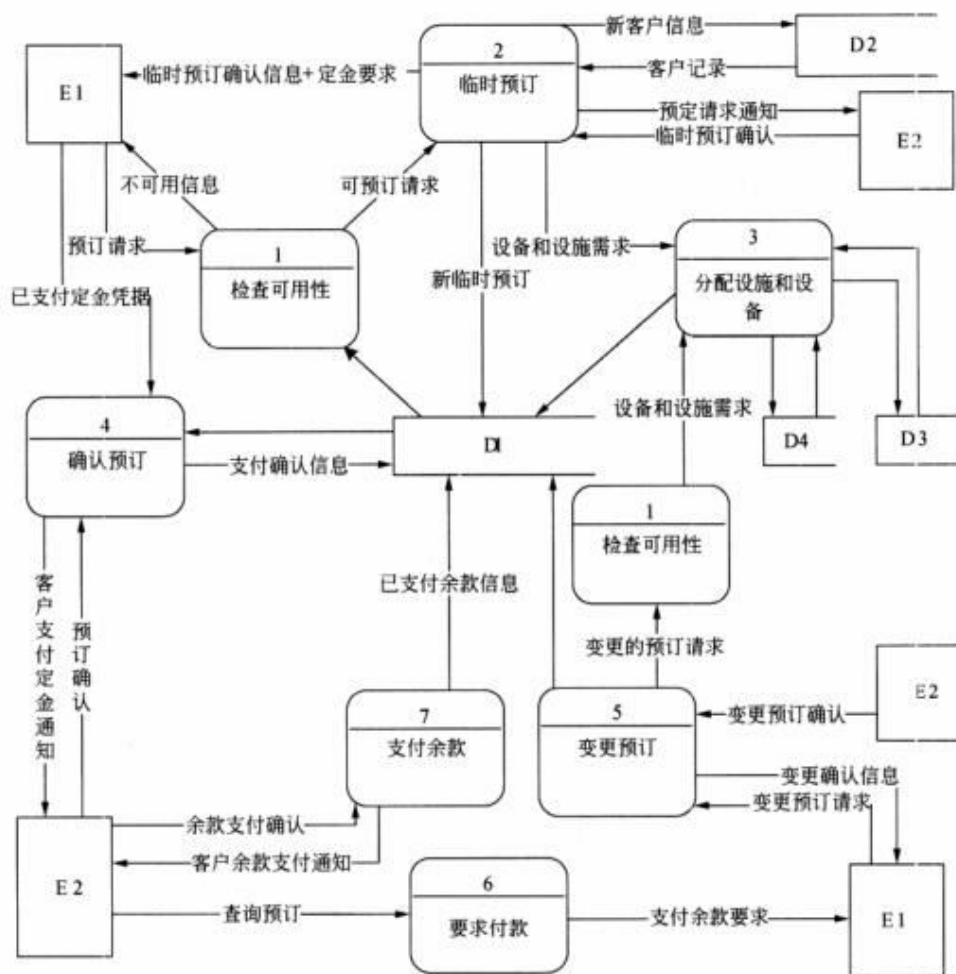 新客户信息
D2
2
临时预订
客户记录
临时预订确认信息+定金要求
E1
预定请求通知
临时预订确认
E2
不可用信息
可预订请求
预订请求
1
检查可用性
设备和设施需求
3
分配设施和设备
新临时预订
已支付定金凭据
设备和设施需求
4
确认预订
D1
D4
D3
支付确认信息
1
检查可用性
已支付余款信息
客户支付定金通知
预订确认
变更的预订请求
E2
7
支付余款
5
变更预订
变更预订确认
变更确认信息
变更预订请求
余款支付确认
客户余款支付通知
E2
6
要求付款
查询预订
支付余款要求
E1